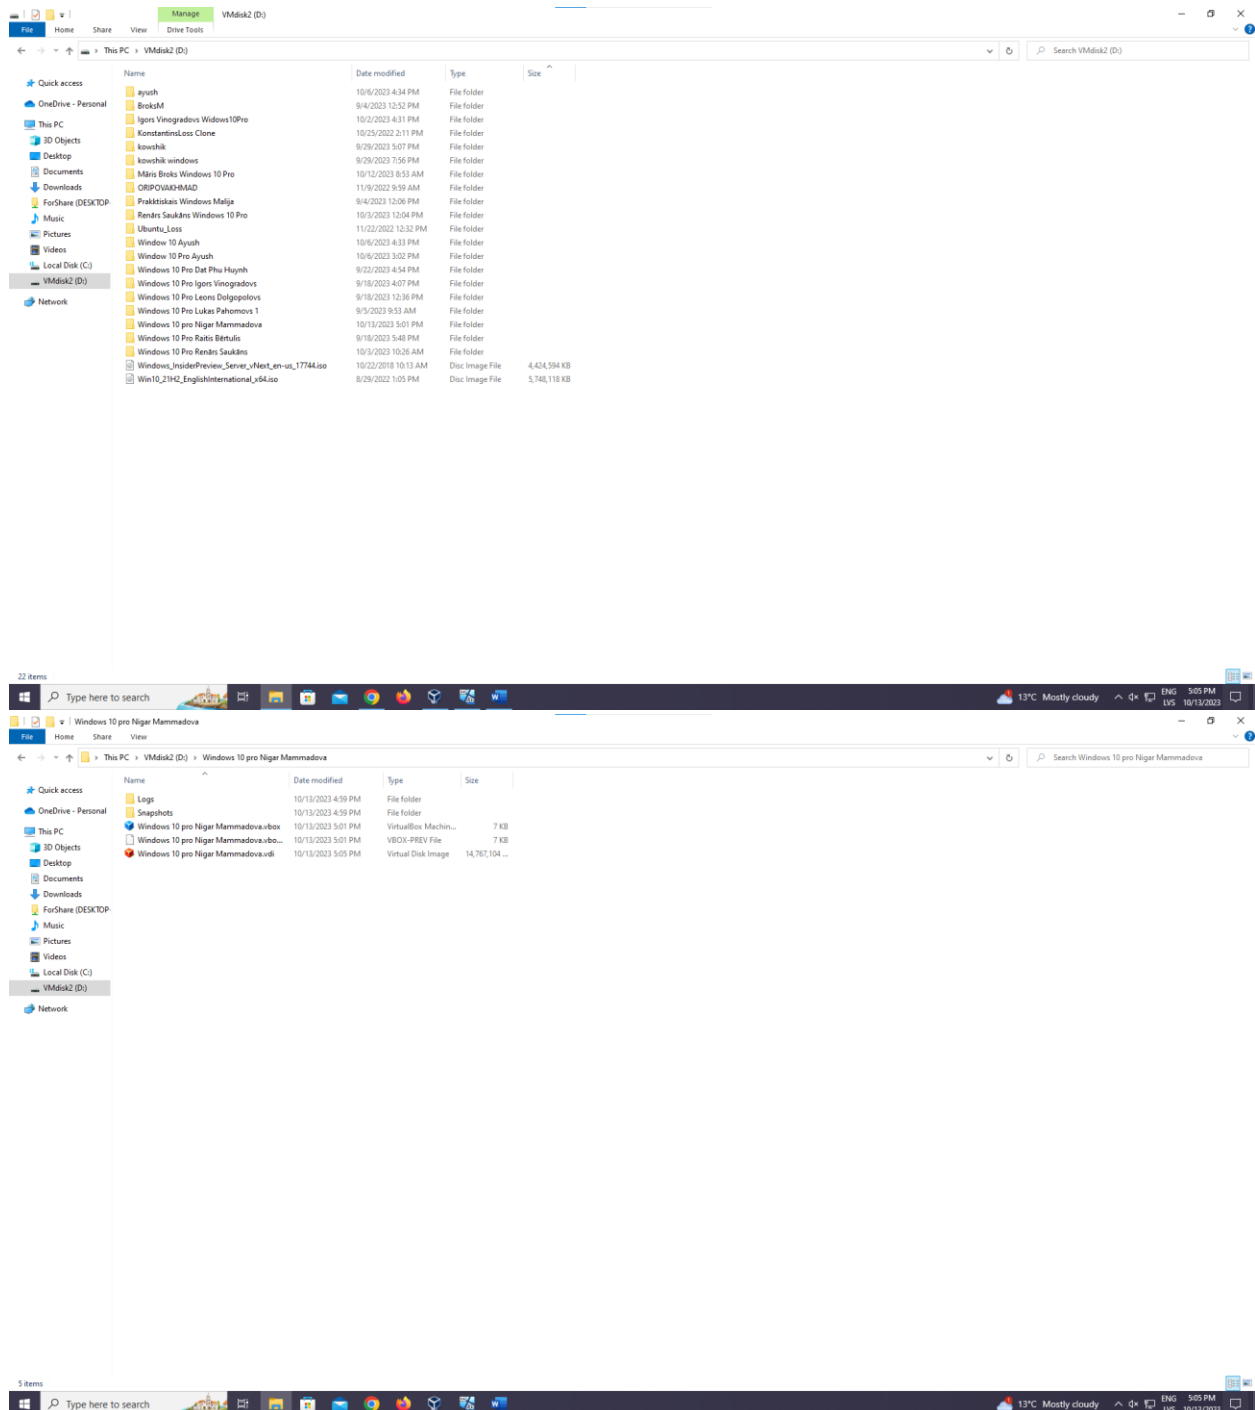 Manage VMdisk2 (D:)
File Home Share View Drive Tools
This PC › VMdisk2 (D:) Search VMdisk2 (D:)
Name Date modified Type Size
Quick access
OneDrive - Personal
This PC
3D Objects
Desktop
Documents
Downloads
ForShare (DESKTOP-
Music
Pictures
Videos
Local Disk (C:)
VMdisk2 (D:)
Network
ayush 10/6/2023 4:34 PM File folder
BroksM 9/4/2023 12:52 PM File folder
Igors Vinogradovs Widows10Pro 10/2/2023 4:31 PM File folder
KonstantinsLoss Clone 10/25/2022 2:11 PM File folder
kowshik 9/29/2023 5:07 PM File folder
kowshik windows 9/29/2023 7:56 PM File folder
Māris Broks Windows 10 Pro 10/12/2023 8:53 AM File folder
ORIPOVAKHMAD 11/9/2022 9:59 AM File folder
Prakktiskais Windows Malija 9/4/2023 12:06 PM File folder
Renārs Saukāns Windows 10 Pro 10/3/2023 12:04 PM File folder
Ubuntu_Loss 11/22/2022 12:32 PM File folder
Window 10 Ayush 10/6/2023 4:33 PM File folder
Window 10 Pro Ayush 10/6/2023 3:02 PM File folder
Windows 10 Pro Dat Phu Huynh 9/22/2023 4:54 PM File folder
Windows 10 Pro Igors Vinogradovs 9/18/2023 4:07 PM File folder
Windows 10 Pro Leons Dolgopolovs 9/18/2023 12:36 PM File folder
Windows 10 Pro Lukas Pahomovs 1 9/5/2023 9:53 AM File folder
Windows 10 pro Nigar Mammadova 10/13/2023 5:01 PM File folder
Windows 10 Pro Raitis Bērtulis 9/18/2023 5:48 PM File folder
Windows 10 Pro Renārs Saukāns 10/3/2023 10:26 AM File folder
Windows_InsiderPreview_Server_vNext_en-us_17744.iso 10/22/2018 10:13 AM Disc Image File 4,424,594 KB
Win10_21H2_EnglishInternational_x64.iso 8/29/2022 1:05 PM Disc Image File 5,748,118 KB
22 items
Type here to search 13°C Mostly cloudy ENG 5:05 PM
LVS 10/13/2023
Windows 10 pro Nigar Mammadova
File Home Share View
This PC › VMdisk2 (D:) › Windows 10 pro Nigar Mammadova Search Windows 10 pro Nigar Mammadova
Name Date modified Type Size
Quick access
OneDrive - Personal
This PC
3D Objects
Desktop
Documents
Downloads
ForShare (DESKTOP-
Music
Pictures
Videos
Local Disk (C:)
VMdisk2 (D:)
Network
Logs 10/13/2023 4:59 PM File folder
Snapshots 10/13/2023 4:59 PM File folder
Windows 10 pro Nigar Mammadova.vbox 10/13/2023 5:01 PM VirtualBox Machin... 7 KB
Windows 10 pro Nigar Mammadova.vbo... 10/13/2023 5:01 PM VBOX-PREV File 7 KB
Windows 10 pro Nigar Mammadova.vdi 10/13/2023 5:05 PM Virtual Disk Image 14,767,104 ...
5 items
Type here to search 13°C Mostly cloudy ENG 5:05 PM
LVS 10/13/2023